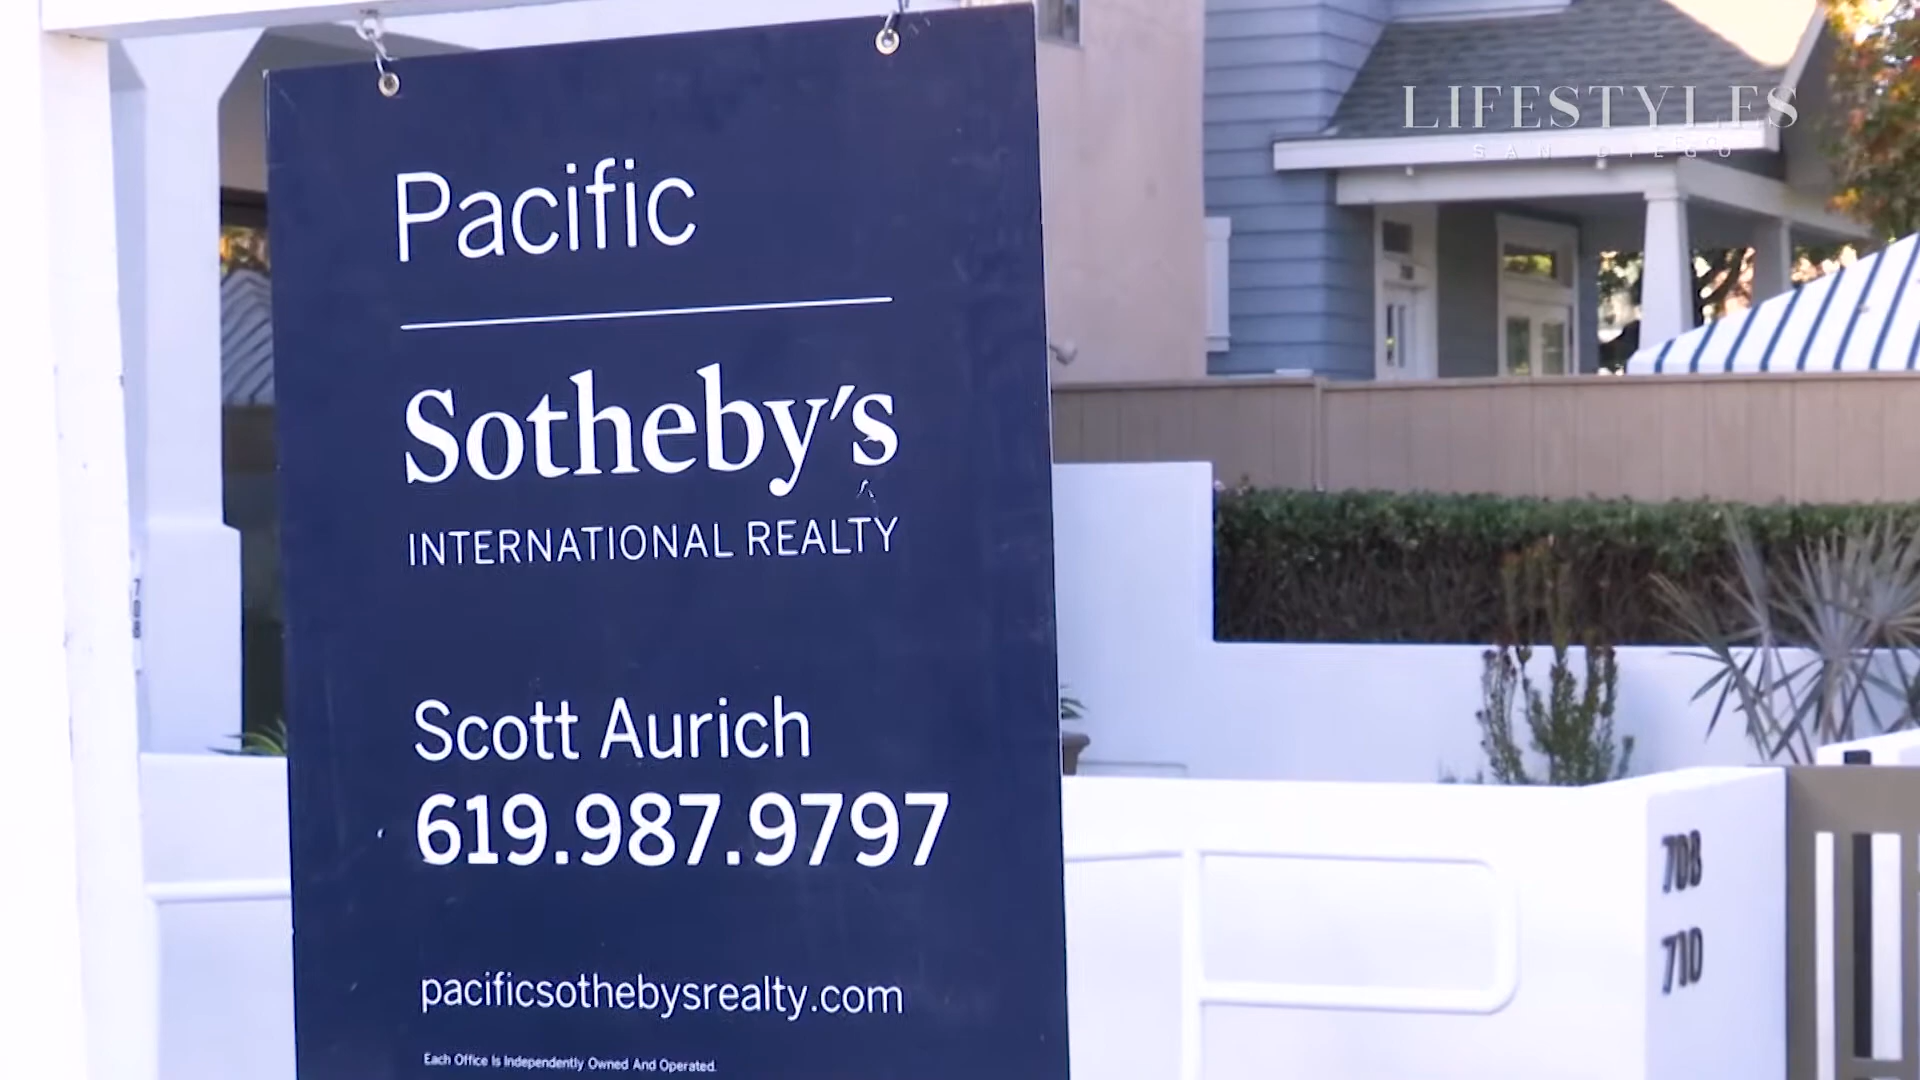 Pacific
Sotheby's
INTERNATIONAL REALTY
Scott Aurich
619.987.9797
pacificsothebysrealty.com
Each Office Is Independently Owned And Operated.
LIFESTYLES
SAN DIEGO
708
710